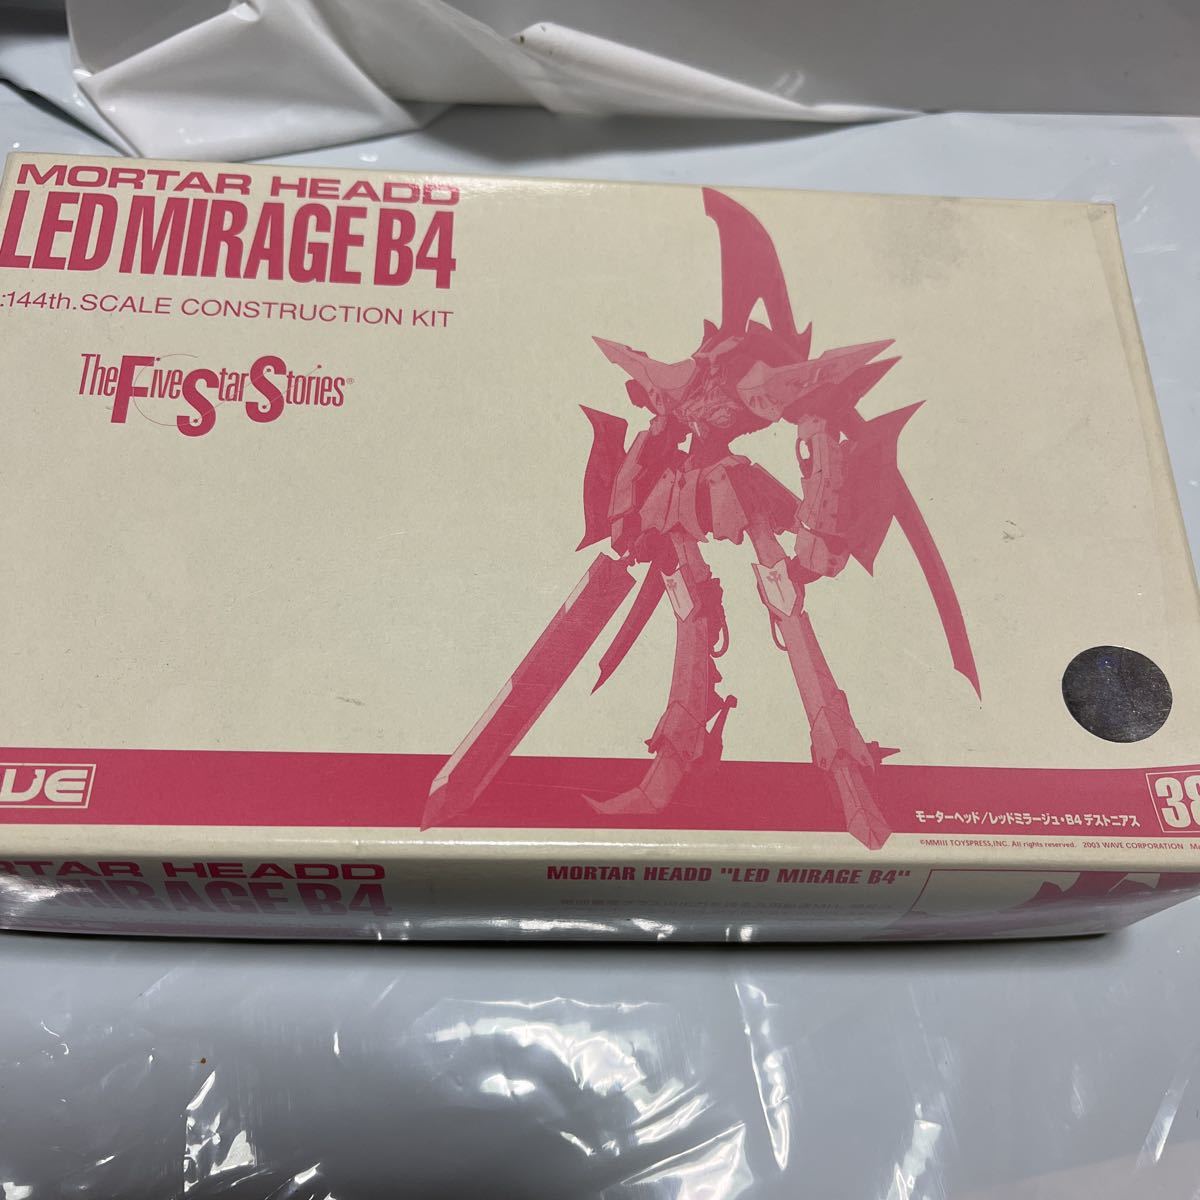 MORTAR HEADD
LED MIRAGE B4
:144th.SCALE CONSTRUCTION KIT
The Five Star Stories®
モーターヘッド/レッドミラージュ・B4 デストニアス
38
©MMIII TOYSPRESS,INC. All rights reserved. 2003 WAVE CORPORATION
RTAR HEADD
MIRAGE B4
MORTAR HEADD "LED MIRAGE B4"